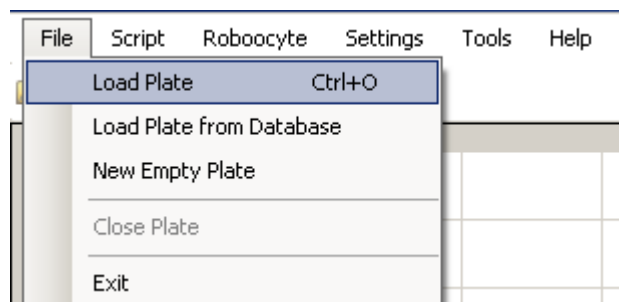 File Script Roboocyte Settings Tools Help
Load Plate Ctrl+O
Load Plate from Database
New Empty Plate
Close Plate
Exit